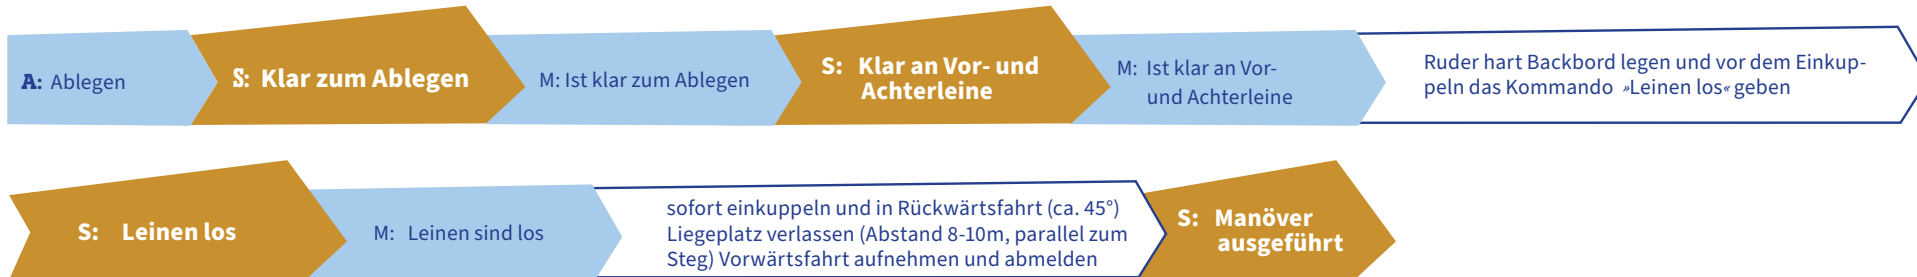 A: Ablegen
S: Klar zum Ablegen
M: Ist klar zum Ablegen
S: Klar an Vor- und
Achterleine
M: Ist klar an Vor-
und Achterleine
Ruder hart Backbord legen und vor dem Einkup-
peln das Kommando »Leinen los« geben
S: Leinen los
M: Leinen sind los
sofort einkuppeln und in Rückwärtsfahrt (ca. 45°)
Liegeplatz verlassen (Abstand 8-10m, parallel zum
Steg) Vorwärtsfahrt aufnehmen und abmelden
S: Manöver
ausgeführt